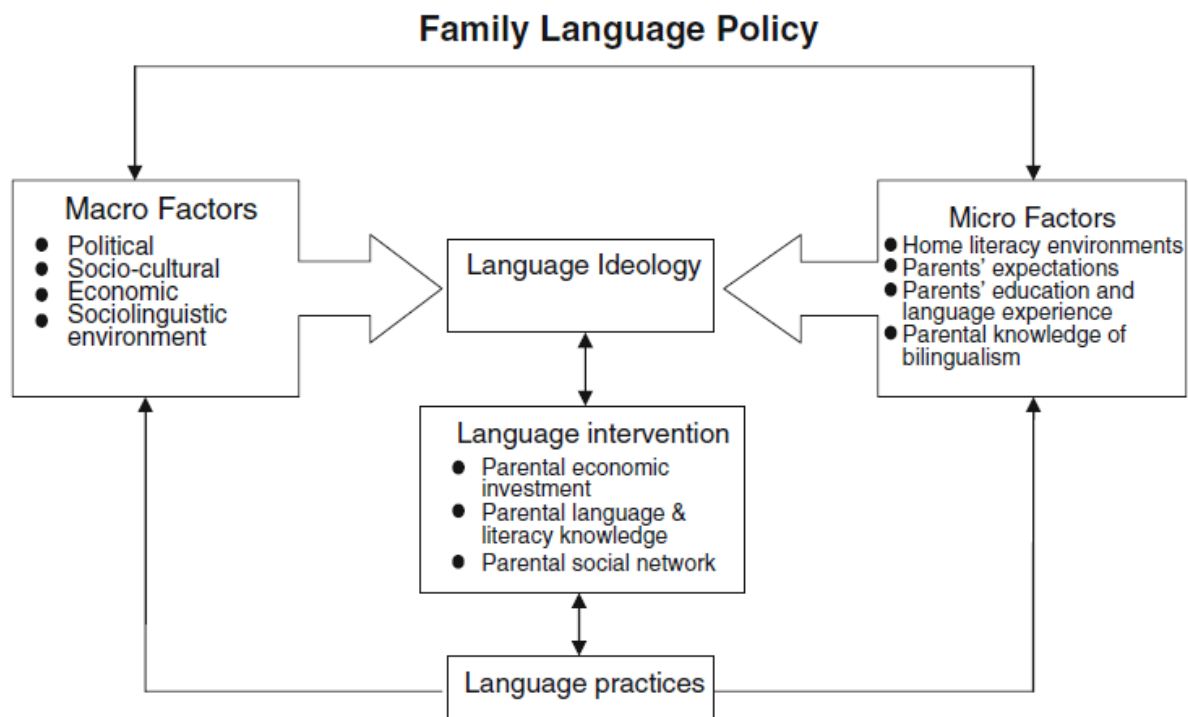 Family Language Policy
Macro Factors
● Political
● Socio-cultural
● Economic
● Sociolinguistic
environment
Language Ideology
Micro Factors
● Home literacy environments
● Parents' expectations
● Parents' education and
language experience
● Parental knowledge of
bilingualism
Language intervention
● Parental economic
investment
● Parental language &
literacy knowledge
● Parental social network
Language practices